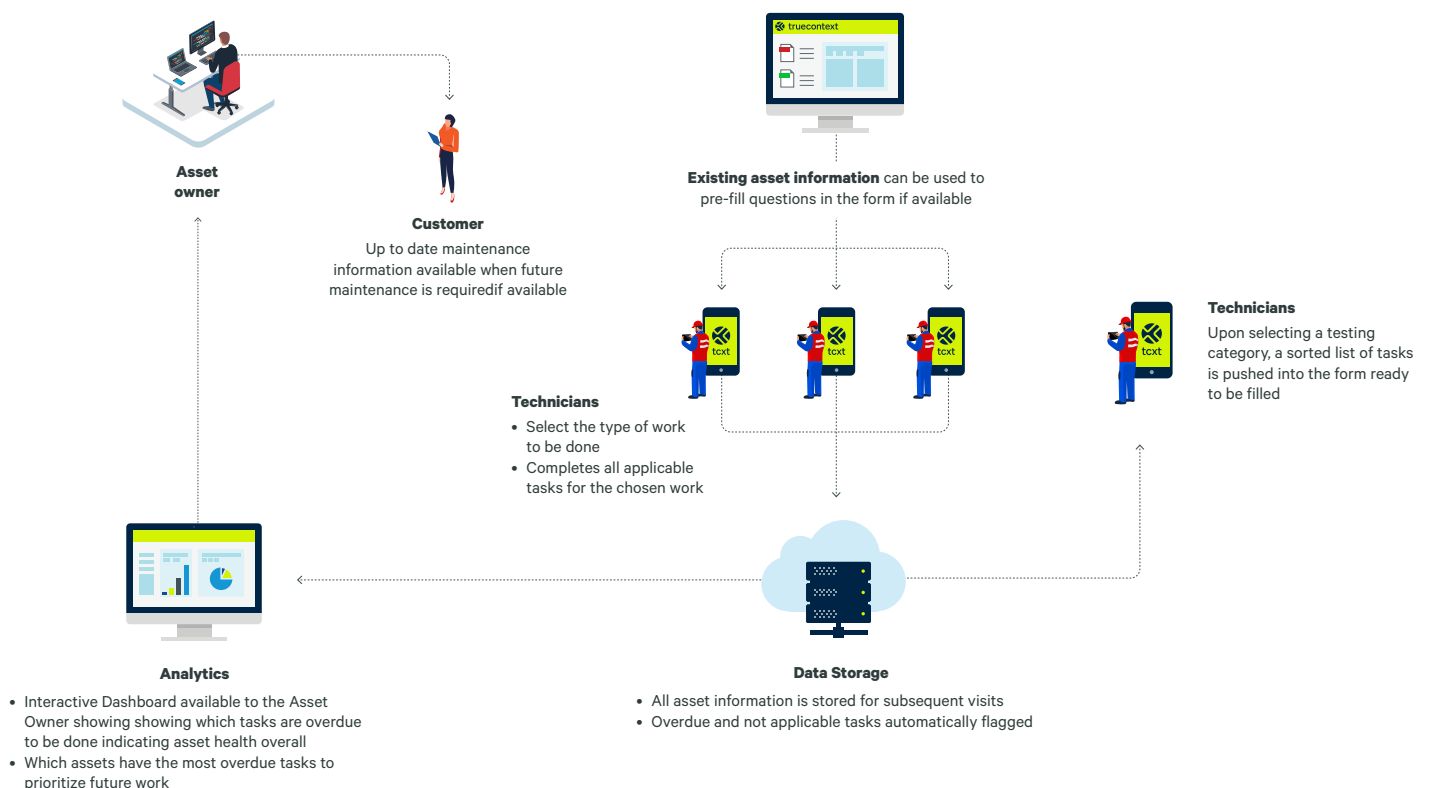 truecontext
Asset
owner
Customer
Up to date maintenance
information available when future
maintenance is requiredif available
Existing asset information can be used to
pre-fill questions in the form if available
tcxt
tcxt
tcxt
tcxt
Technicians
Upon selecting a testing
category, a sorted list of tasks
is pushed into the form ready
to be filled
Technicians
• Select the type of work
to be done
• Completes all applicable
tasks for the chosen work
Analytics
• Interactive Dashboard available to the Asset
Owner showing showing which tasks are overdue
to be done indicating asset health overall
• Which assets have the most overdue tasks to
prioritize future work
Data Storage
• All asset information is stored for subsequent visits
• Overdue and not applicable tasks automatically flagged